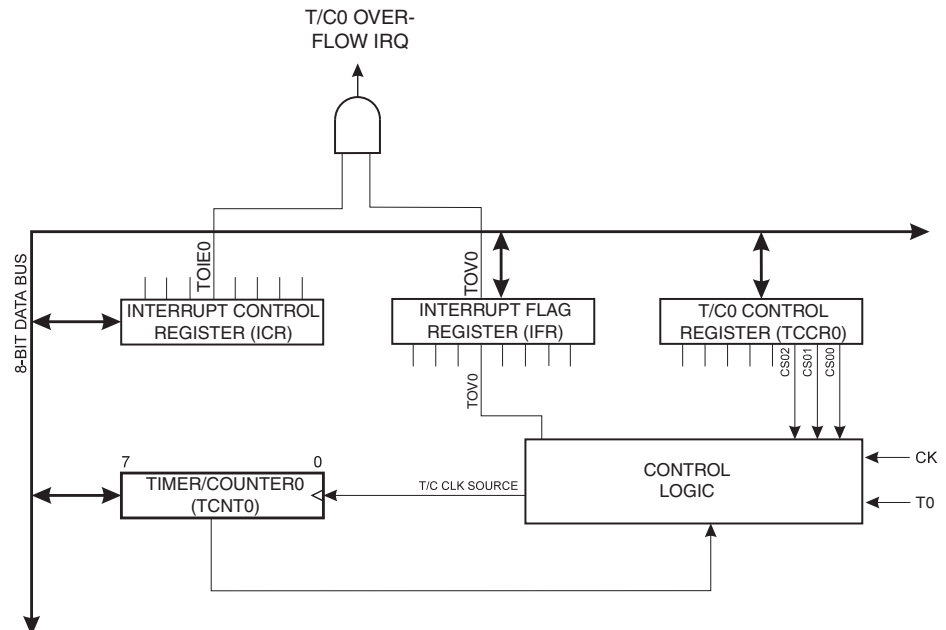 T/C0 OVER-
FLOW IRQ
8-BIT DATA BUS
TOIE0
TOV0
INTERRUPT CONTROL
REGISTER (ICR)
INTERRUPT FLAG
REGISTER (IFR)
T/C0 CONTROL
REGISTER (TCCR0)
TOV0
CS02
CS01
CS00
7
0
TIMER/COUNTER0
(TCNT0)
T/C CLK SOURCE
CONTROL
LOGIC
CK
T0